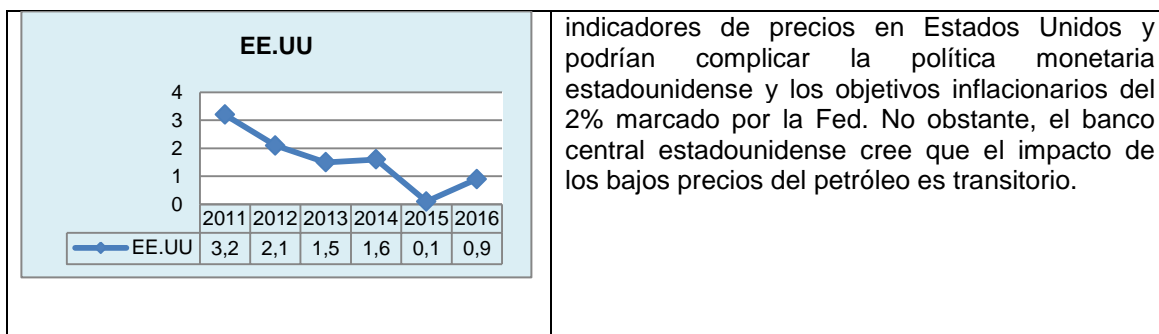 EE.UU
4
3
2
1
0
2011 2012 2013 2014 2015 2016
EE.UU 3,2 2,1 1,5 1,6 0,1 0,9
indicadores de precios en Estados Unidos y
podrían complicar la política monetaria
estadounidense y los objetivos inflacionarios del
2% marcado por la Fed. No obstante, el banco
central estadounidense cree que el impacto de
los bajos precios del petróleo es transitorio.